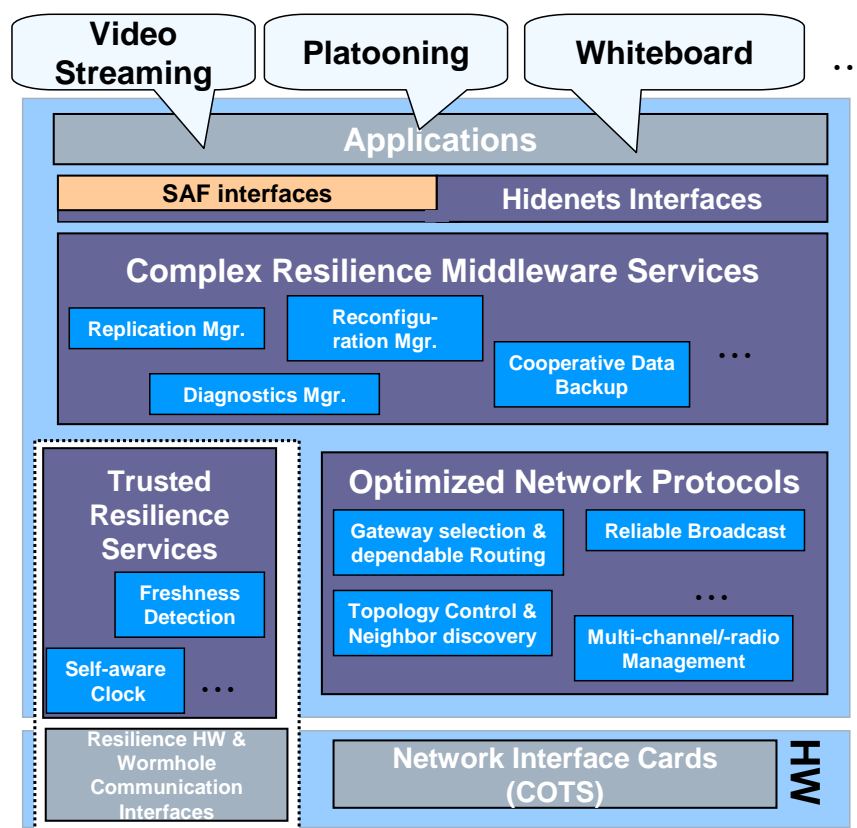 Video
Streaming
Platooning
Whiteboard
..
Applications
SAF interfaces
Hidenets Interfaces
Complex Resilience Middleware Services
Replication Mgr.
Reconfigu-
ration Mgr.
Cooperative Data
Backup
...
Diagnostics Mgr.
Trusted
Resilience
Services
Freshness
Detection
Self-aware
Clock
...
Optimized Network Protocols
Gateway selection &
dependable Routing
Reliable Broadcast
Topology Control &
Neighbor discovery
...
Multi-channel/-radio
Management
Resilience HW &
Wormhole
Communication
Interfaces
Network Interface Cards
(COTS)
HW